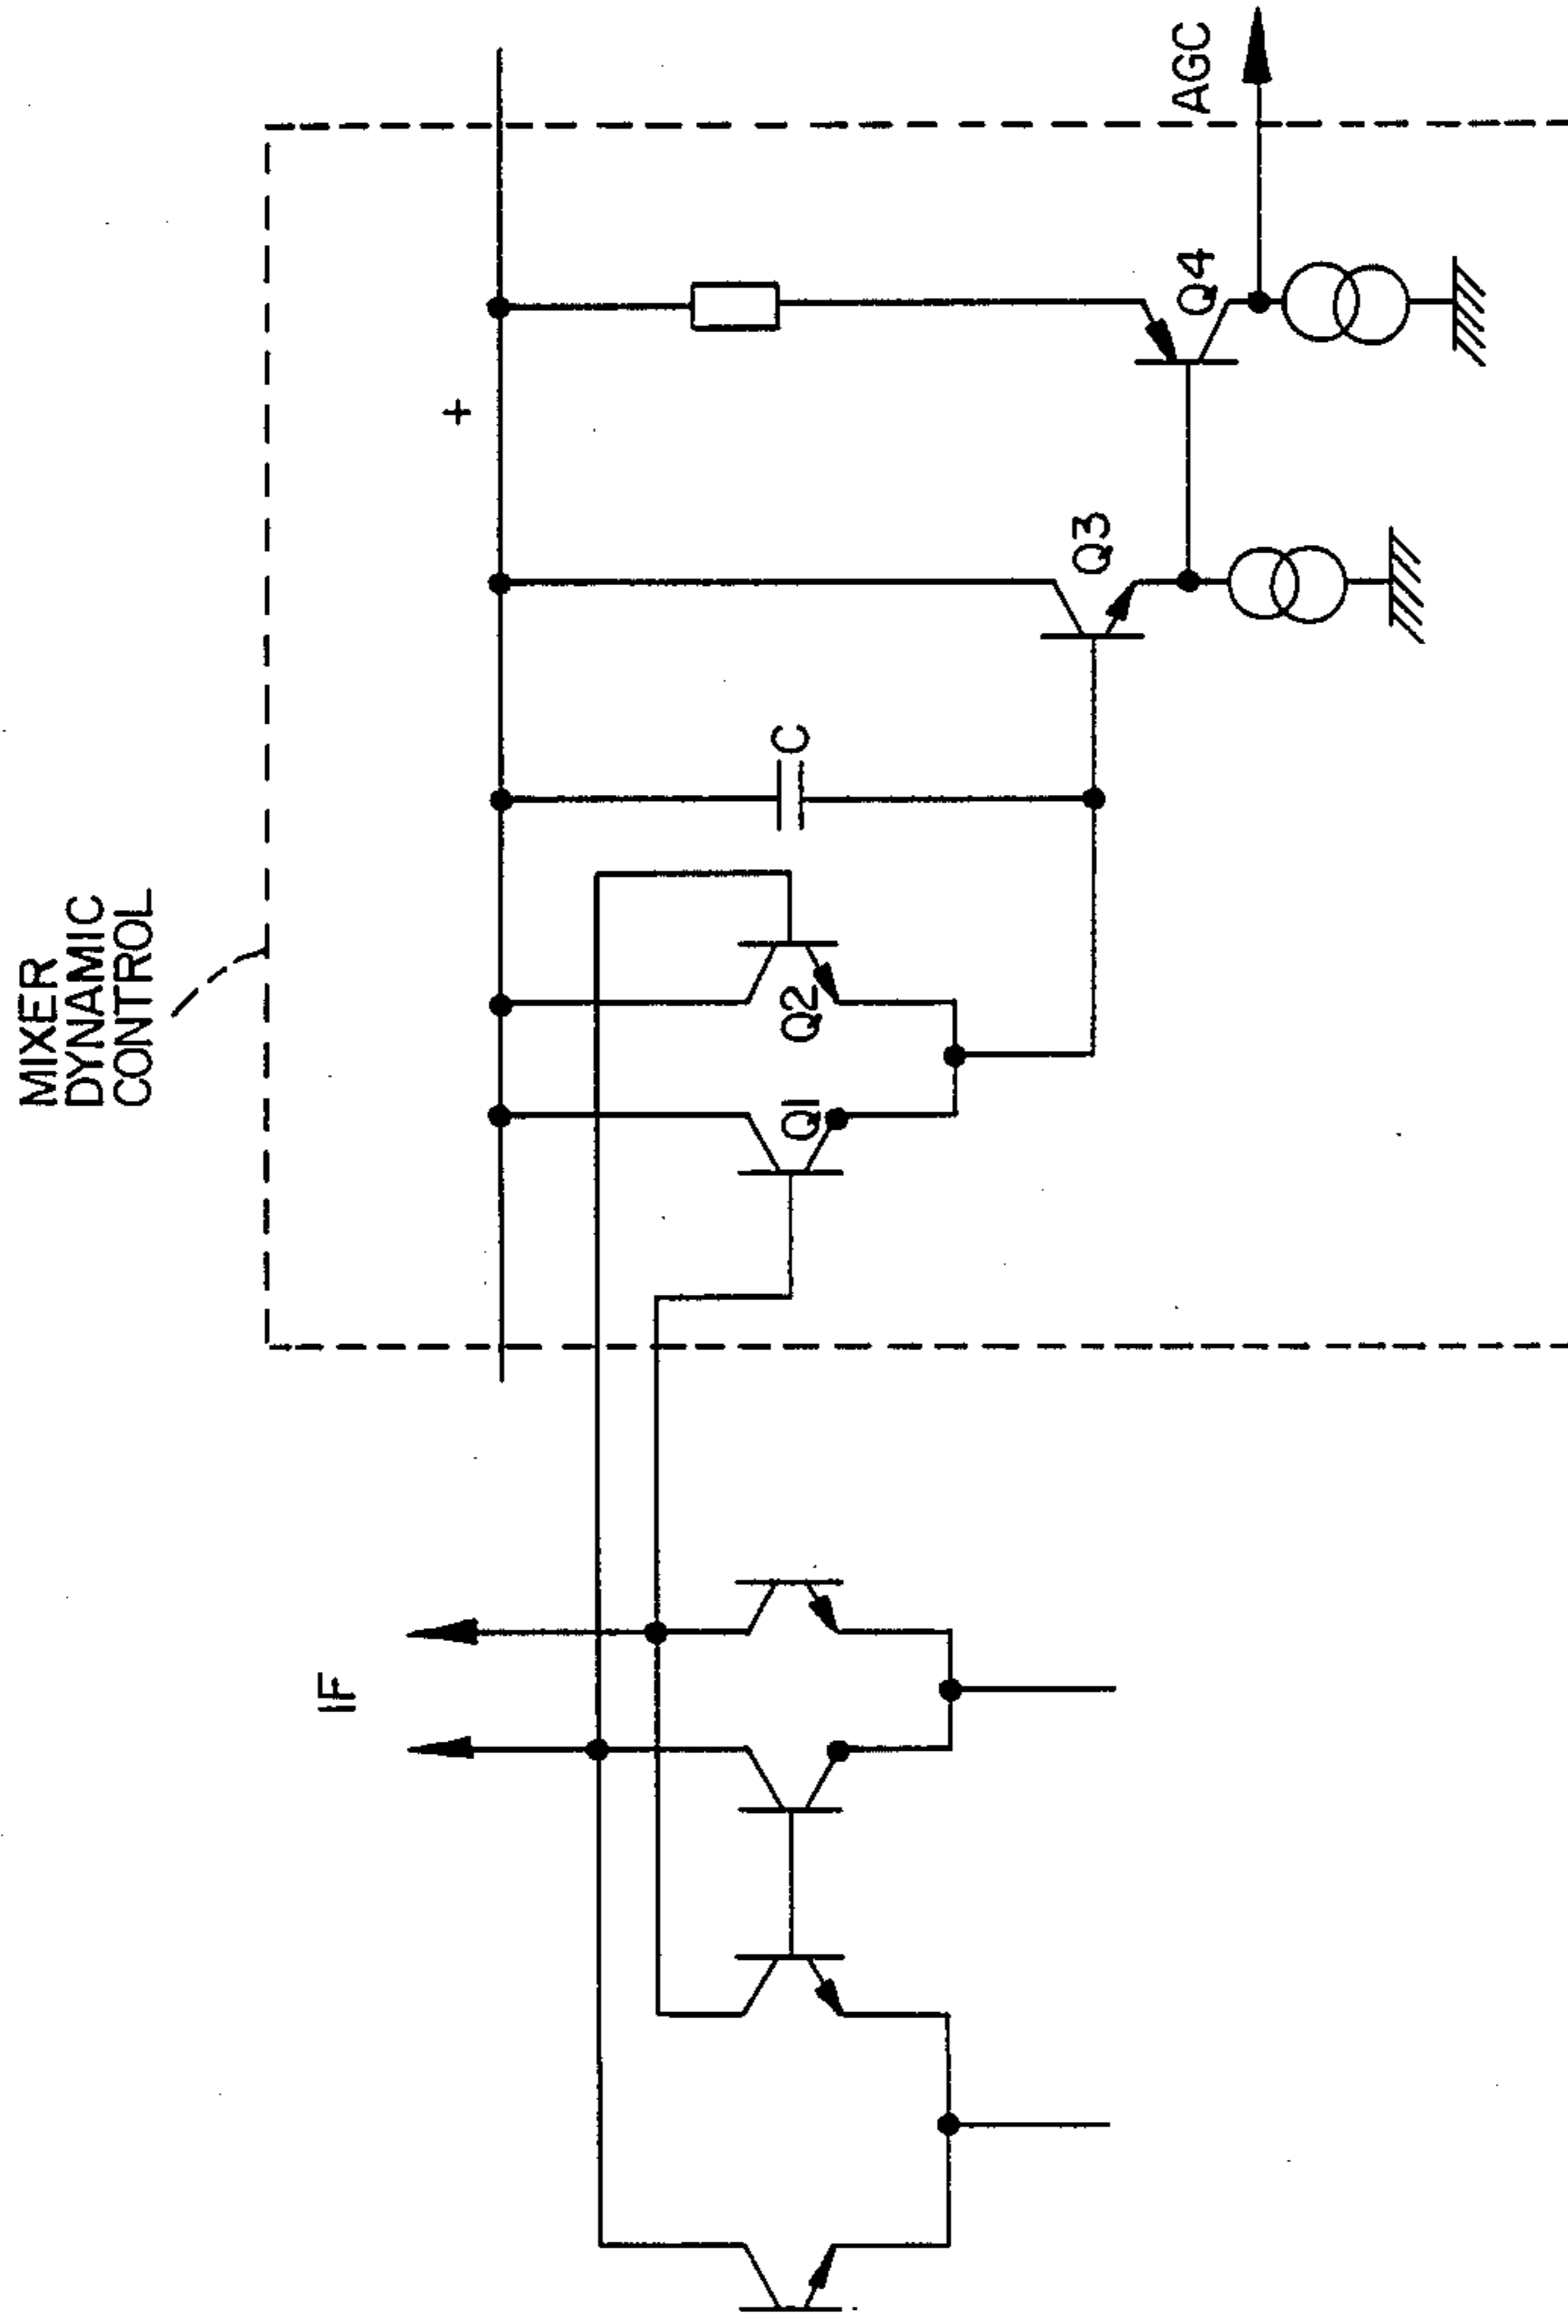 MIXER
DYNAMIC
CONTROL
+
AGC
C
Q1
Q2
Q3
Q4
IF